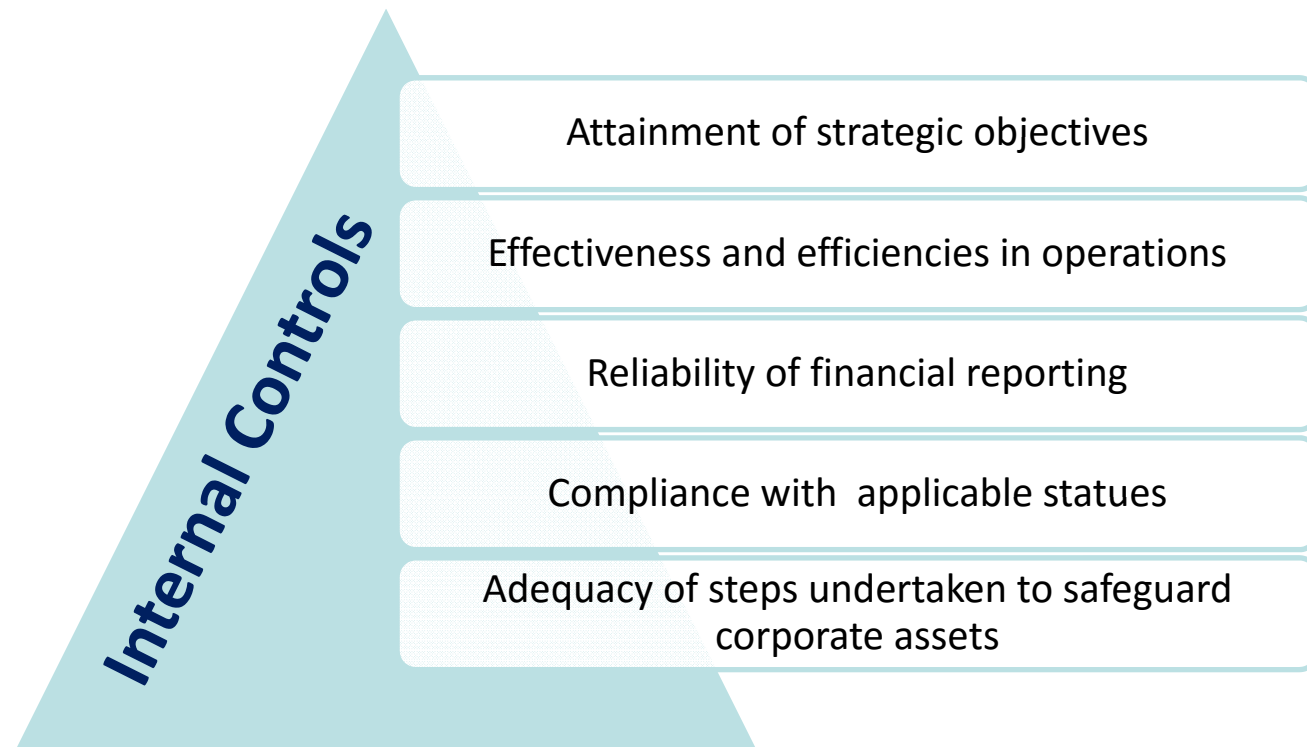 Internal Controls
Attainment of strategic objectives
Effectiveness and efficiencies in operations
Reliability of financial reporting
Compliance with  applicable statues
Adequacy of steps undertaken to safeguard
corporate assets